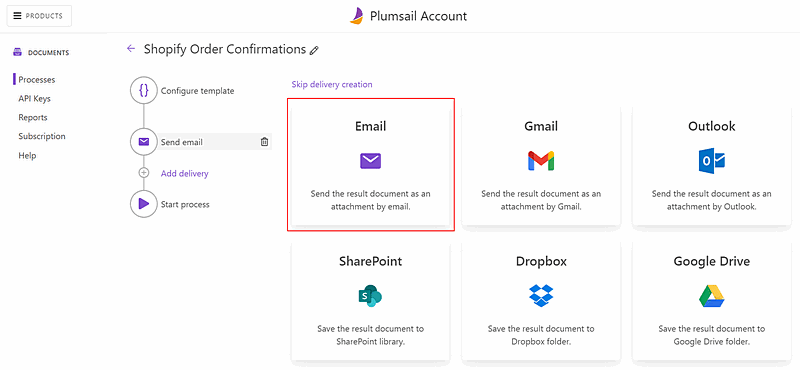 PRODUCTS
Plumsail Account
DOCUMENTS
Processes
API Keys
Reports
Subscription
Help
Shopify Order Confirmations
{} Configure template
Send email
Add delivery
Start process
Skip delivery creation
Email
Send the result document as an
attachment by email.
Gmail
Send the result document as an
attachment by Gmail.
Outlook
Send the result document as an
attachment by Outlook.
SharePoint
Save the result document to
SharePoint library.
Dropbox
Save the result document to
Dropbox folder.
Google Drive
Save the result document to
Google Drive folder.